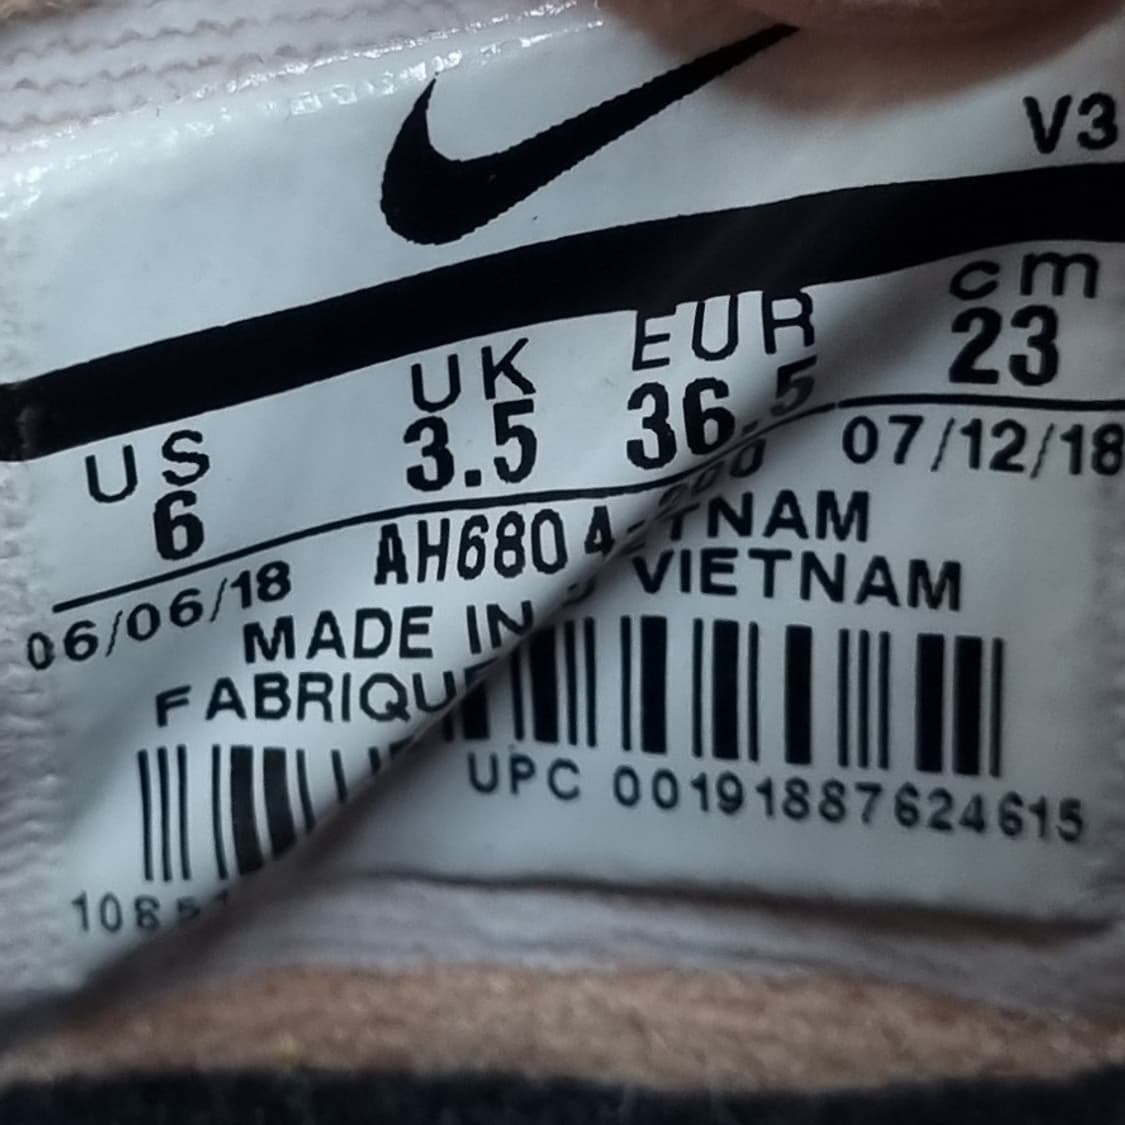 V3
US UK EUR cm
6 3.5 36.5 23
06/06/18 AH6804- 07/12/18
MADE IN TNAM
FABRIQU VIETNAM
UPC 00191887624615